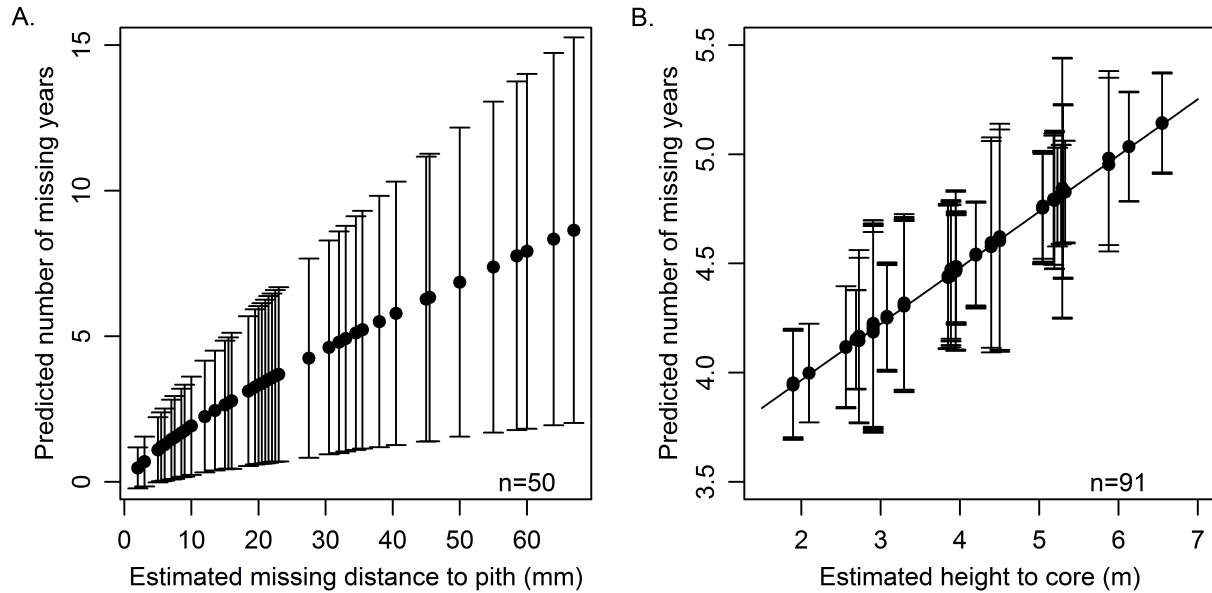 A.
Predicted number of missing years
15
10
5
0
n=50
0 10 20 30 40 50 60
Estimated missing distance to pith (mm)
B.
Predicted number of missing years
5.5
5.0
4.5
4.0
3.5
n=91
2 3 4 5 6 7
Estimated height to core (m)